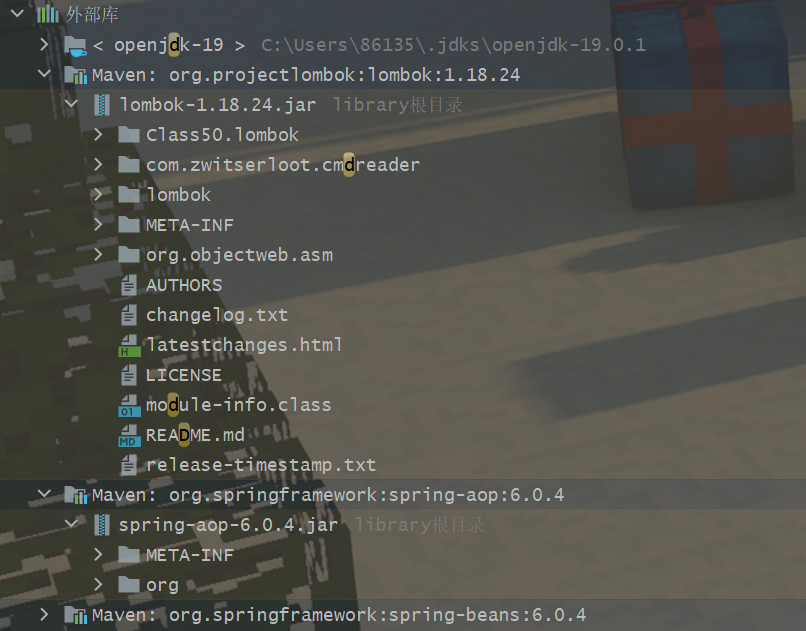 外部库
< openjdk-19 > C:\Users\86135\.jdks\openjdk-19.0.1
Maven: org.projectlombok:lombok:1.18.24
lombok-1.18.24.jar library根目录
Class50.lombok
com.zwitserloot.cmdreader
lombok
META-INF
org.objectweb.asm
AUTHORS
changelog.txt
H latestchanges.html
LICENSE
01 module-info.class
MD README.md
release-timestamp.txt
Maven: org.springframework:spring-aop:6.0.4
spring-aop-6.0.4.jar library根目录
META-INF
org
Maven: org.springframework:spring-beans:6.0.4